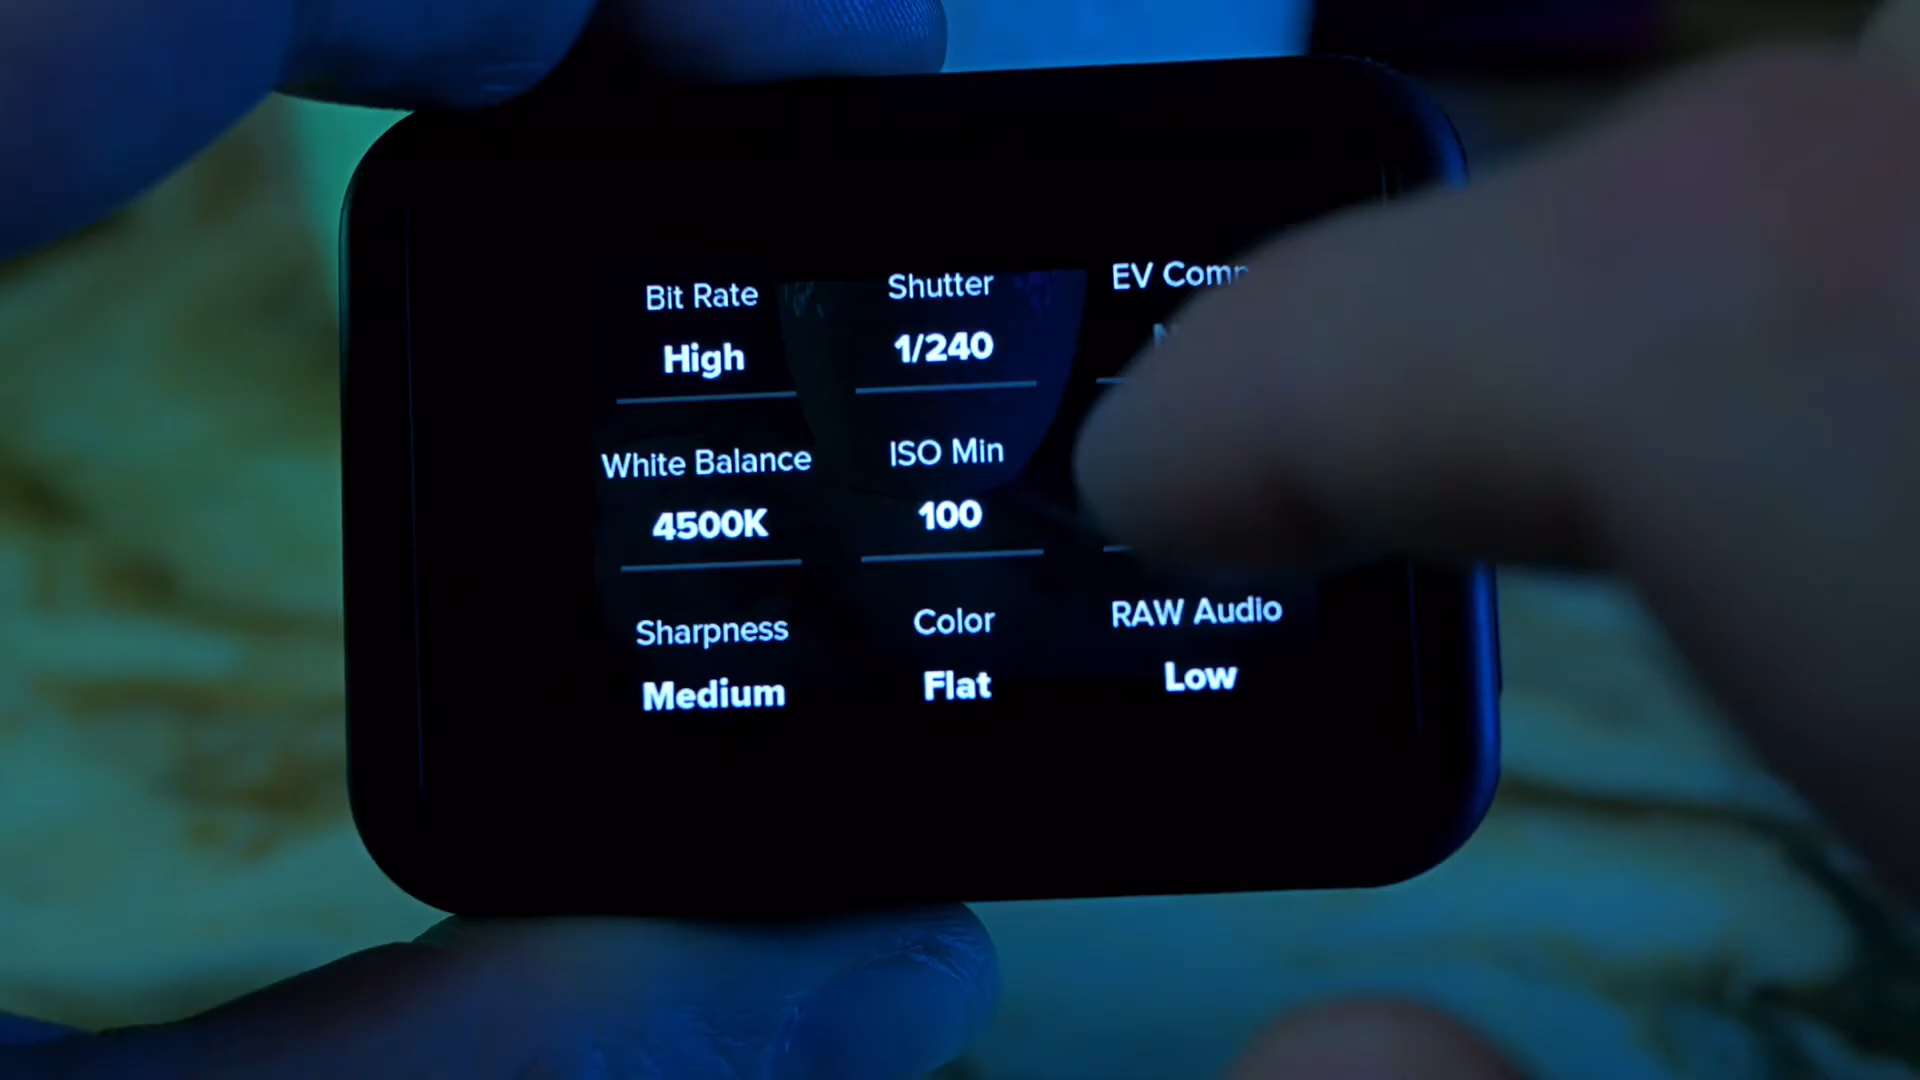 Bit Rate
Shutter
EV
High
1/240
White Balance
ISO Min
4500K
100
Sharpness
Color
RAW Audio
Medium
Flat
Low